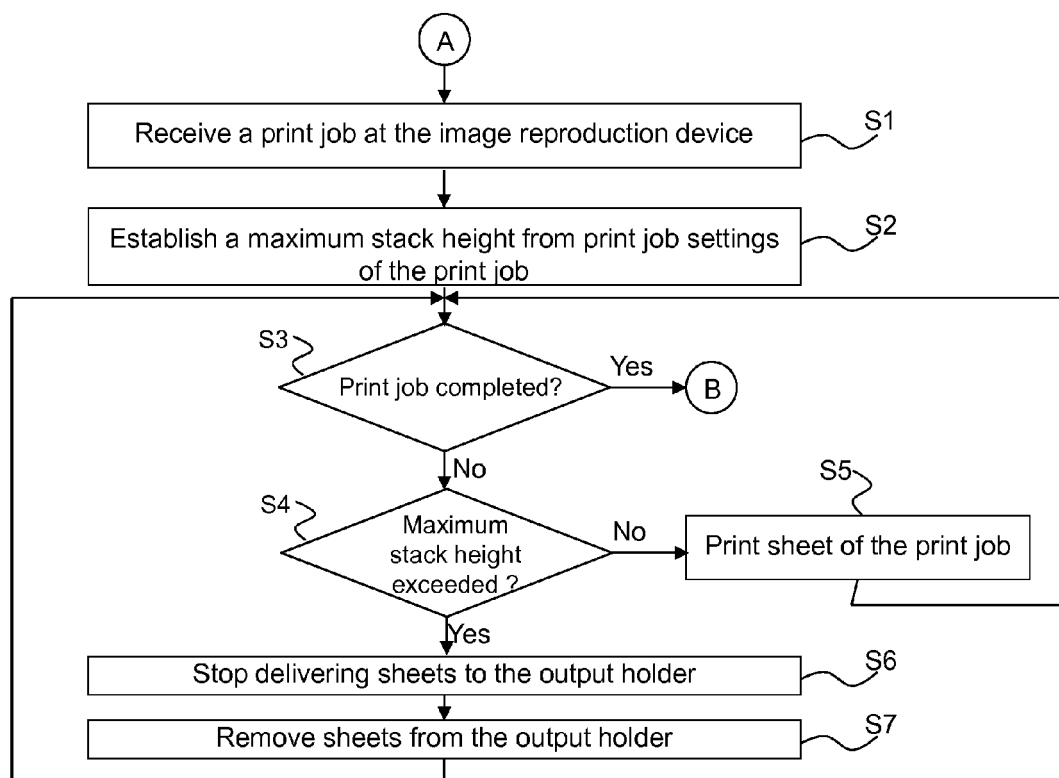 A
Receive a print job at the image reproduction device
S1
Establish a maximum stack height from print job settings
of the print job
S2
S3
Print job completed?
Yes
B
No
S4
Maximum
stack height
exceeded ?
No
S5
Print sheet of the print job
Yes
Stop delivering sheets to the output holder
S6
Remove sheets from the output holder
S7